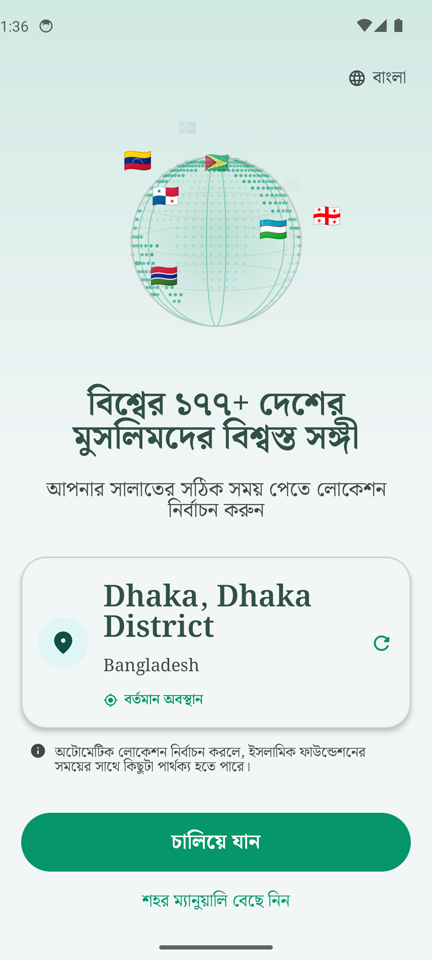 1:36
বাংলা
বিশ্বের ১৭৭+ দেশের
মুসলিমদের বিশ্বস্ত সঙ্গী
আপনার সালাতের সঠিক সময় পেতে লোকেশন
নির্বাচন করুন
Dhaka, Dhaka
District
Bangladesh
বর্তমান অবস্থান
অটোমেটিক লোকেশন নির্বাচন করলে, ইসলামিক ফাউন্ডেশনের
সময়ের সাথে কিছুটা পার্থক্য হতে পারে।
চালিয়ে যান
শহর ম্যানুয়ালি বেছে নিন